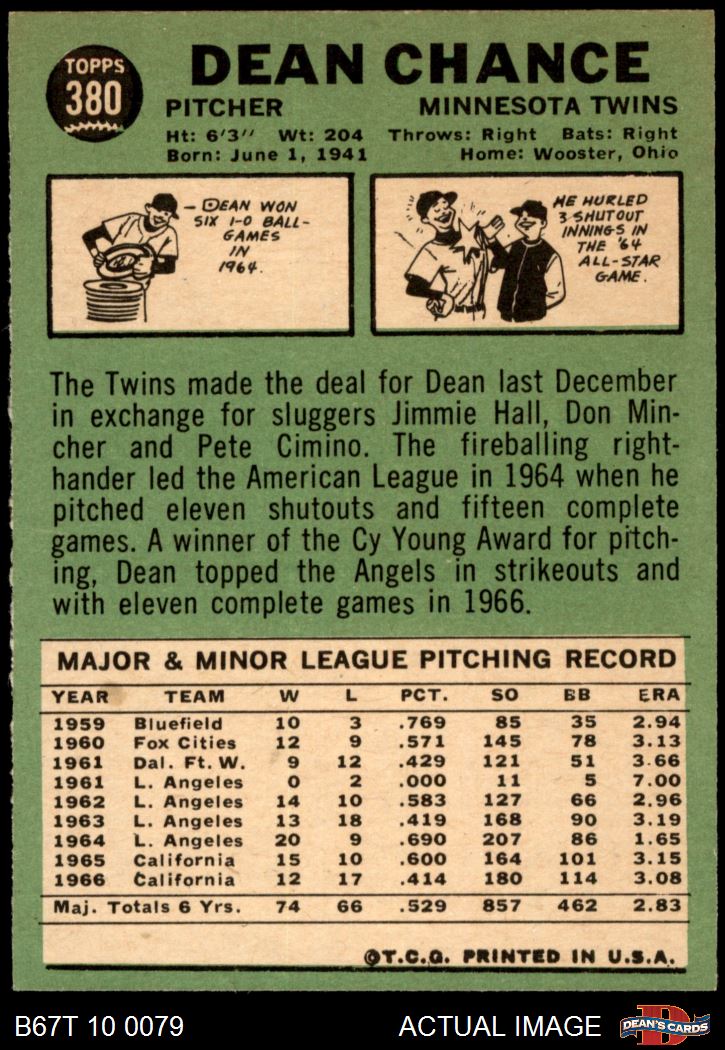 TOPPS
380
DEAN CHANCE
PITCHER MINNESOTA TWINS
Ht: 6'3" Wt: 204 Throws: Right Bats: Right
Born: June 1, 1941 Home: Wooster, Ohio
— DEAN WON
SIX 1-0 BALL-
GAMES
IN
1964.
HE HURLED
3 SHUTOUT
INNINGS IN
THE '64
ALL-STAR
GAME.
The Twins made the deal for Dean last December
in exchange for sluggers Jimmie Hall, Don Min-
cher and Pete Cimino. The fireballing right-
hander led the American League in 1964 when he
pitched eleven shutouts and fifteen complete
games. A winner of the Cy Young Award for pitch-
ing, Dean topped the Angels in strikeouts and
with eleven complete games in 1966.
MAJOR & MINOR LEAGUE PITCHING RECORD
YEAR TEAM W L PCT. SO BB ERA
1959 Bluefield 10 3 .769 85 35 2.94
1960 Fox Cities 12 9 .571 145 78 3.13
1961 Dal. Ft. W. 9 12 .429 121 51 3.66
1961 L. Angeles 0 2 .000 11 5 7.00
1962 L. Angeles 14 10 .583 127 66 2.96
1963 L. Angeles 13 18 .419 168 90 3.19
1964 L. Angeles 20 9 .690 207 86 1.65
1965 California 15 10 .600 164 101 3.15
1966 California 12 17 .414 180 114 3.08
Maj. Totals 6 Yrs. 74 66 .529 857 462 2.83
©T.C.G. PRINTED IN U.S.A.
B67T 10 0079 ACTUAL IMAGE
D
DEAN'S CARDS